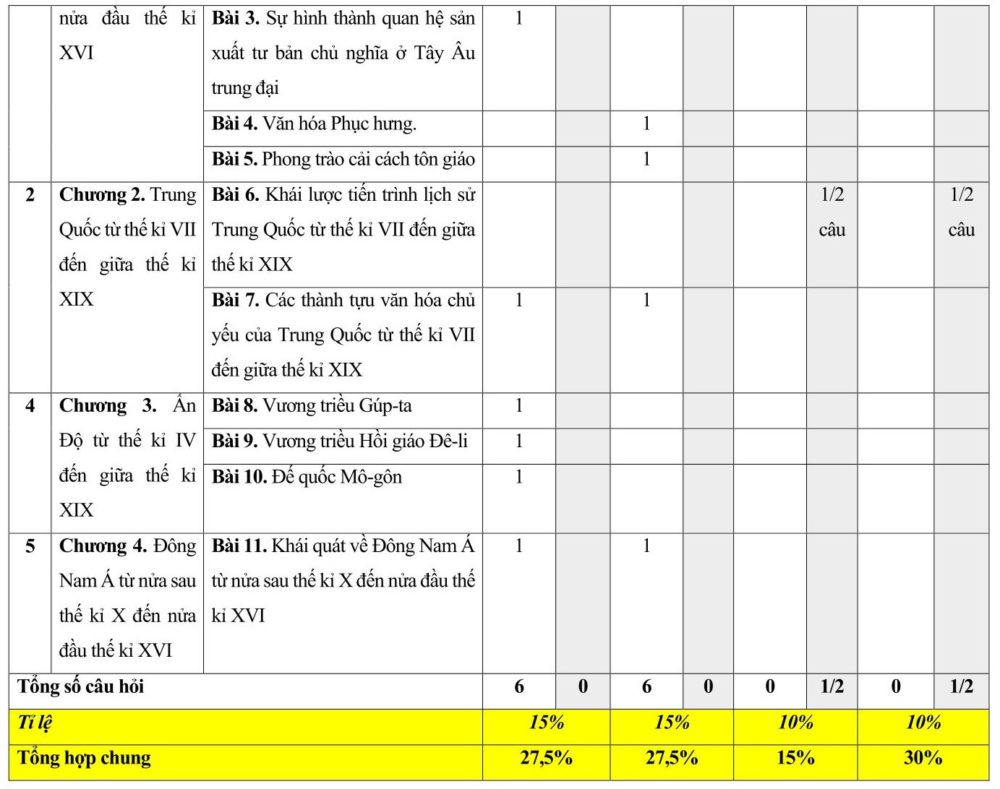 nửa đầu thế kỉ XVI
Bài 3. Sự hình thành quan hệ sản
xuất tư bản chủ nghĩa ở Tây Âu
trung đại
1
Bài 4. Văn hóa Phục hưng.
1
Bài 5. Phong trào cải cách tôn giáo
1
2
Chương 2. Trung
Quốc từ thế kỉ VII
đến giữa thế kỉ
XIX
Bài 6. Khái lược tiến trình lịch sử
Trung Quốc từ thế kỉ VII đến giữa
thế kỉ XIX
1/2
câu
1/2
câu
Bài 7. Các thành tựu văn hóa chủ
yếu của Trung Quốc từ thế kỉ VII
đến giữa thế kỉ XIX
1
1
4
Chương 3. Ấn
Độ từ thế kỉ IV
đến giữa thế kỉ
XIX
Bài 8. Vương triều Gúp-ta
1
Bài 9. Vương triều Hồi giáo Đê-li
1
Bài 10. Đế quốc Mô-gôn
1
5
Chương 4. Đông
Nam Á từ nửa sau
thế kỉ X đến nửa
đầu thế kỉ XVI
Bài 11. Khái quát về Đông Nam Á
từ nửa sau thế kỉ X đến nửa đầu thế
kỉ XVI
1
1
Tổng số câu hỏi 6 0 6 0 0 1/2 0 1/2
Tỉ lệ 15% 15% 10% 10%
Tổng hợp chung 27,5% 27,5% 15% 30%